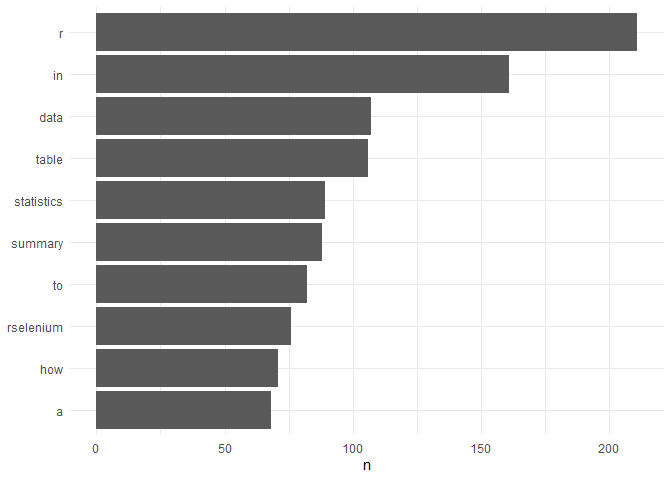 r
in
data
table
statistics
summary
to
rselenium
how
a
0 50 100 150 200
n